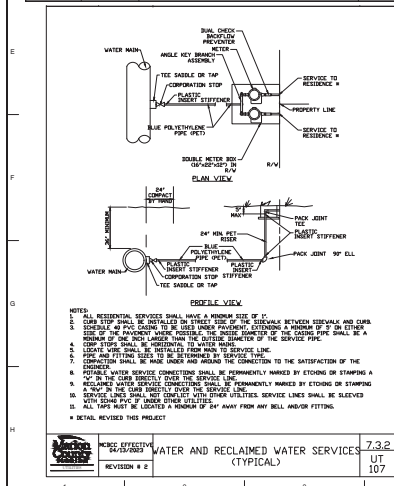 E
F
G
H
WATER MAIN
DUAL CHECK
BACKFLOW
PREVENTER
METER
ANGLE KEY BRANCH
ASSEMBLY
TEE SADDLE OR TAP
CORPORATION STOP
PLASTIC
INSERT STIFFENER
SERVICE TO
RESIDENCE *
PROPERTY LINE
BLUE POLYETHYLENE
PIPE (PET)
SERVICE TO
RESIDENCE *
DOUBLE METER BOX
(16"x22"x12") IN
R/W
R/W
PLAN VIEW
24"
COMPACT
BY HAND
36" MINIMUM
5"
MAX
PACK JOINT
TEE
PLASTIC
INSERT STIFFENER
24" MIN. PET
RISER
BLUE
POLYETHYLENE
PIPE (PET)
PACK JOINT 90° ELL
WATER MAIN
PLASTIC
INSERT STIFFENER
PLASTIC
INSERT STIFFENER
CORPORATION STOP
TEE SADDLE OR TAP
PROFILE VIEW
NOTES:
1. ALL RESIDENTIAL SERVICES SHALL HAVE A MINIMUM SIZE OF 1".
2. CURB STOP SHALL BE INSTALLED ON STREET SIDE OF THE SIDEWALK BETWEEN SIDEWALK AND CURB.
3. SCHEDULE 40 PVC CASING TO BE USED UNDER PAVEMENT, EXTENDING A MINIMUM OF 5' ON EITHER
SIDE OF THE PAVEMENT WHERE POSSIBLE. THE INSIDE DIAMETER OF THE CASING PIPE SHALL BE A
MINIMUM OF ONE INCH LARGER THAN THE OUTSIDE DIAMETER OF THE SERVICE PIPE.
4. CORP STOPS SHALL BE HORIZONTAL TO WATER MAINS.
5. LOCATE WIRE SHALL BE INSTALLED FROM MAIN TO SERVICE LINE.
6. PIPE AND FITTING SIZES TO BE DETERMINED BY SERVICE TYPE.
7. COMPACTION SHALL BE MADE UNDER AND AROUND THE CONNECTION TO THE SATISFACTION OF THE
ENGINEER.
8. POTABLE WATER SERVICE CONNECTIONS SHALL BE PERMANENTLY MARKED BY ETCHING OR STAMPING A
"W" IN THE CURB DIRECTLY OVER THE SERVICE LINE.
9. RECLAIMED WATER SERVICE CONNECTIONS SHALL BE PERMANENTLY MARKED BY ETCHING OR STAMPING
A "RW" IN THE CURB DIRECTLY OVER THE SERVICE LINE.
10. SERVICE LINES SHALL NOT CONFLICT WITH OTHER UTILITIES. SERVICE LINES SHALL BE SLEEVED
WITH SCH40 PVC IF UNDER OTHER UTILITIES.
11. ALL TAPS MUST BE LOCATED A MINIMUM OF 24" AWAY FROM ANY BELL AND/OR FITTING.
* DETAIL REVISED THIS PROJECT
Marion
County
UTILITIES
MCBCC EFFECTIVE
04/13/2023
REVISION # 2
WATER AND RECLAIMED WATER SERVICES
(TYPICAL)
7.3.2
UT
107